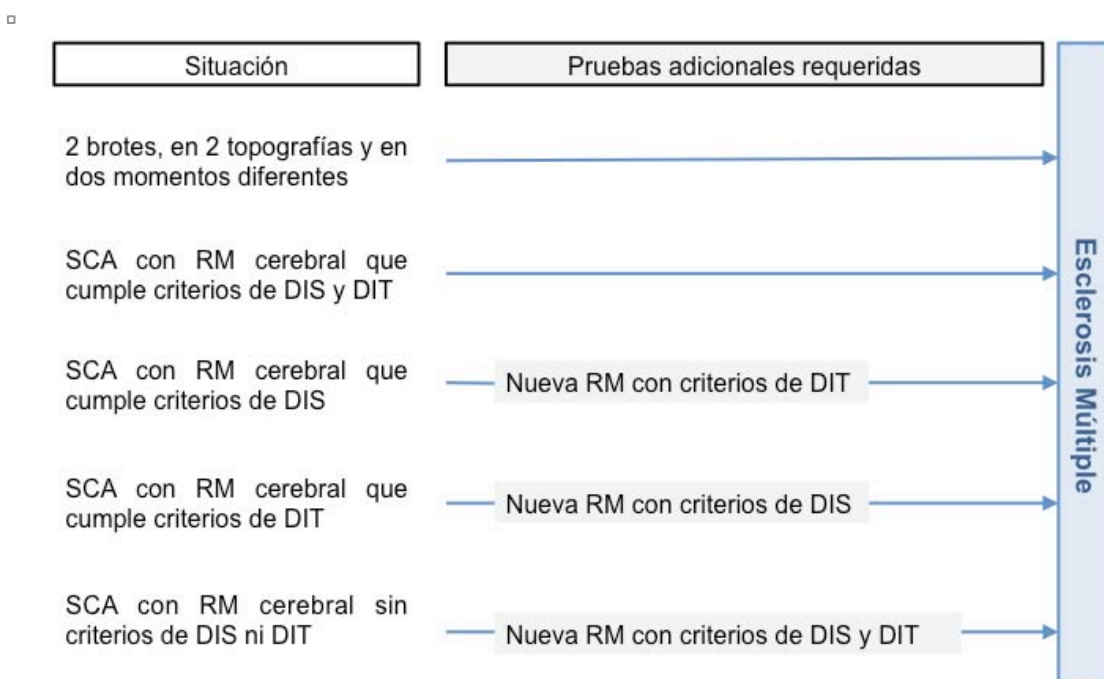 Situación
Pruebas adicionales requeridas
2 brotes, en 2 topografías y en
dos momentos diferentes
SCA con RM cerebral que
cumple criterios de DIS y DIT
SCA con RM cerebral que
cumple criterios de DIS
Nueva RM con criterios de DIT
SCA con RM cerebral que
cumple criterios de DIT
Nueva RM con criterios de DIS
SCA con RM cerebral sin
criterios de DIS ni DIT
Nueva RM con criterios de DIS y DIT
Esclerosis Múltiple